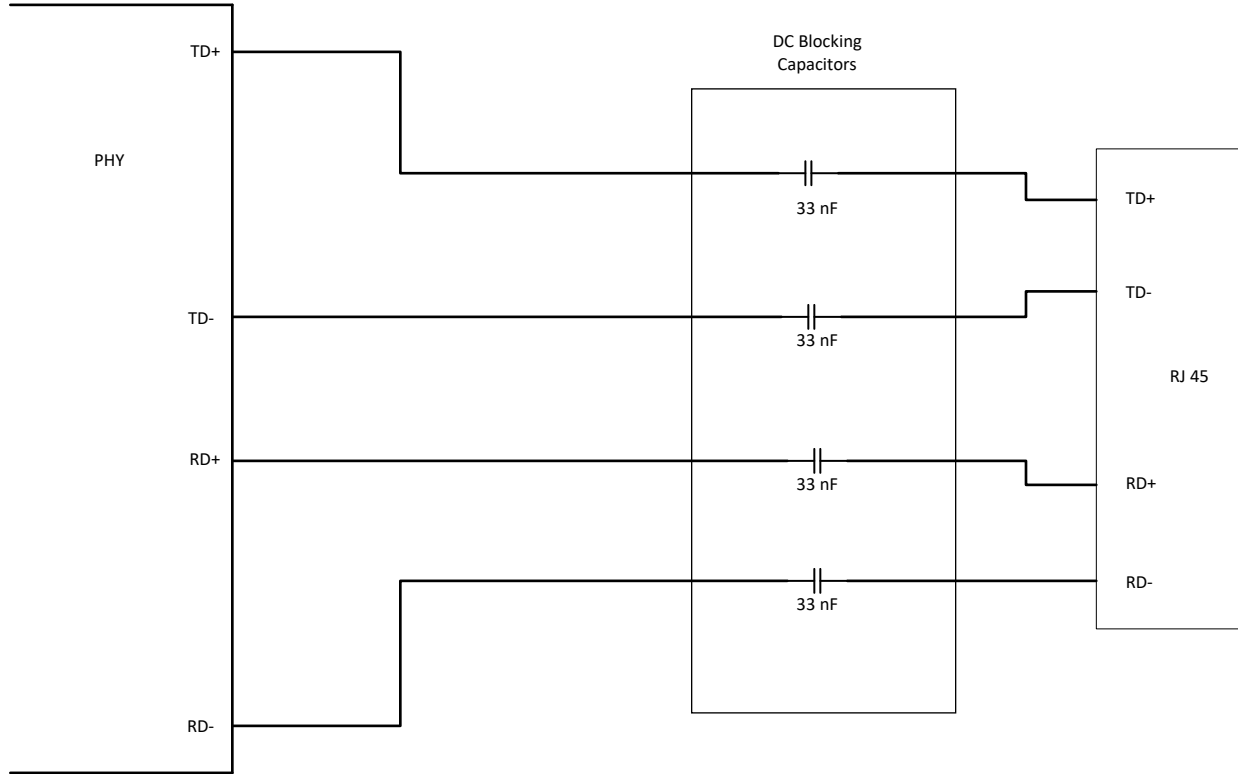 DC Blocking
Capacitors
TD+
PHY
33 nF
TD+
TD-
33 nF
TD-
RJ 45
RD+
33 nF
RD+
33 nF
RD-
RD-